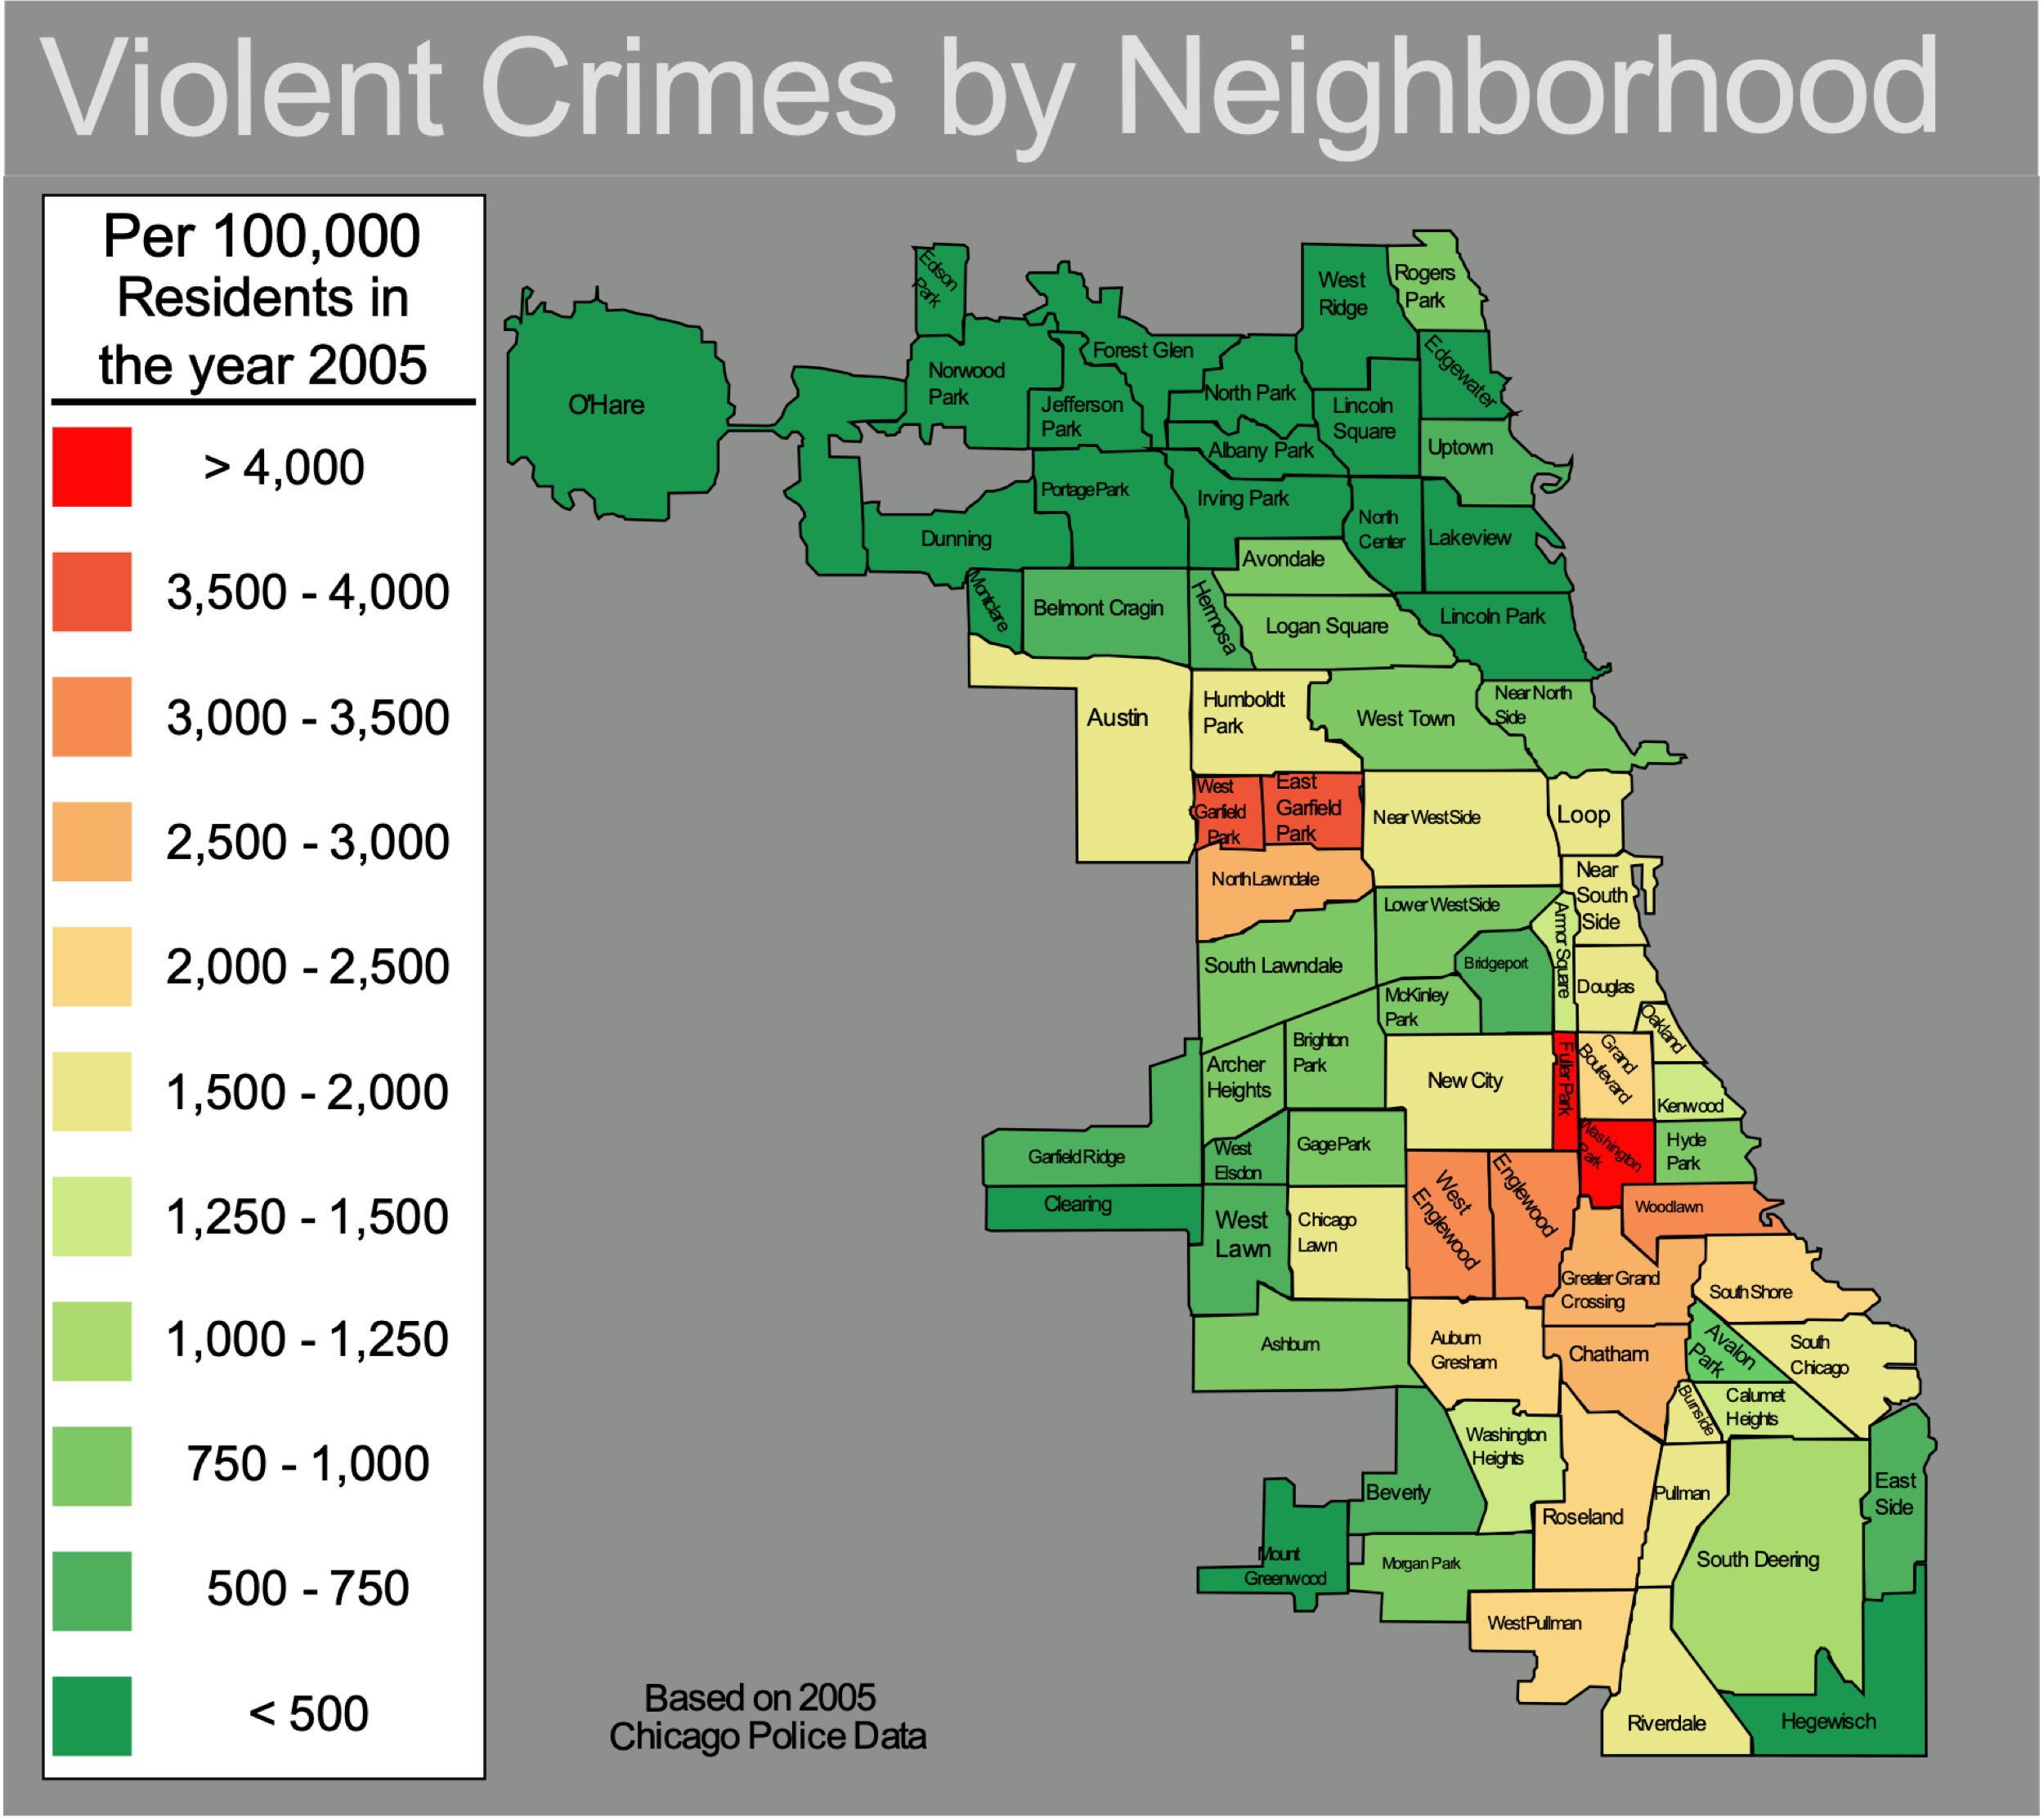 Violent Crimes by Neighborhood
Per 100,000
Residents in
the year 2005
> 4,000
3,500 - 4,000
3,000 - 3,500
2,500 - 3,000
2,000 - 2,500
1,500 - 2,000
1,250 - 1,500
1,000 - 1,250
750 - 1,000
500 - 750
< 500
Edison
Park
West
Ridge
Rogers
Park
O'Hare
Norwood
Park
Forest Glen
Jefferson
Park
North Park
Lincoln
Square
Edgewater
Albany Park
Uptown
Portage Park
Irving Park
North
Center
Lakeview
Dunning
Avondale
Montclare
Belmont Cragin
Hermosa
Logan Square
Lincoln Park
Austin
Humboldt
Park
West Town
Near North
Side
West
Garfield
Park
East
Garfield
Park
Near West Side
Loop
North Lawndale
Near
South
Side
Lower West Side
Armor Square
South Lawndale
Bridgeport
Douglas
McKinley
Park
Oakland
Archer
Heights
Brighton
Park
New City
Fuller Park
Grand
Boulevard
Kenwood
Garfield Ridge
West
Elsdon
Gage Park
Washington
Park
Hyde
Park
Clearing
West
Lawn
Chicago
Lawn
West
Englewood
Englewood
Woodlawn
Greater Grand
Crossing
South Shore
Ashburn
Auburn
Gresham
Chatham
Avalon
Park
South
Chicago
Burnside
Calumet
Heights
Washington
Heights
Beverly
Roseland
Pullman
East
Side
Mount
Greenwood
Morgan Park
South Deering
West Pullman
Riverdale
Hegewisch
Based on 2005
Chicago Police Data